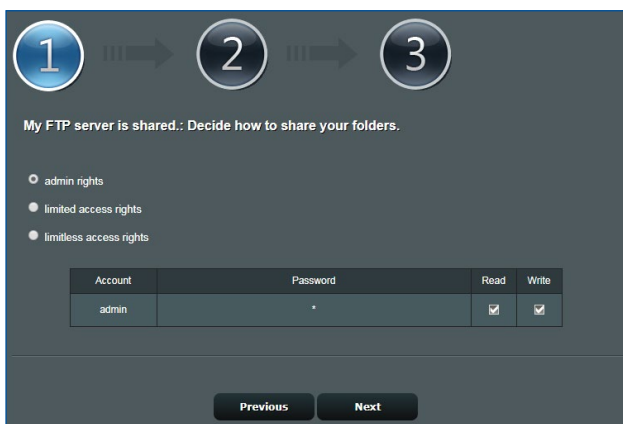 1 2 3
My FTP server is shared.: Decide how to share your folders.
admin rights
limited access rights
limitless access rights
Account Password Read Write
admin *
Previous Next